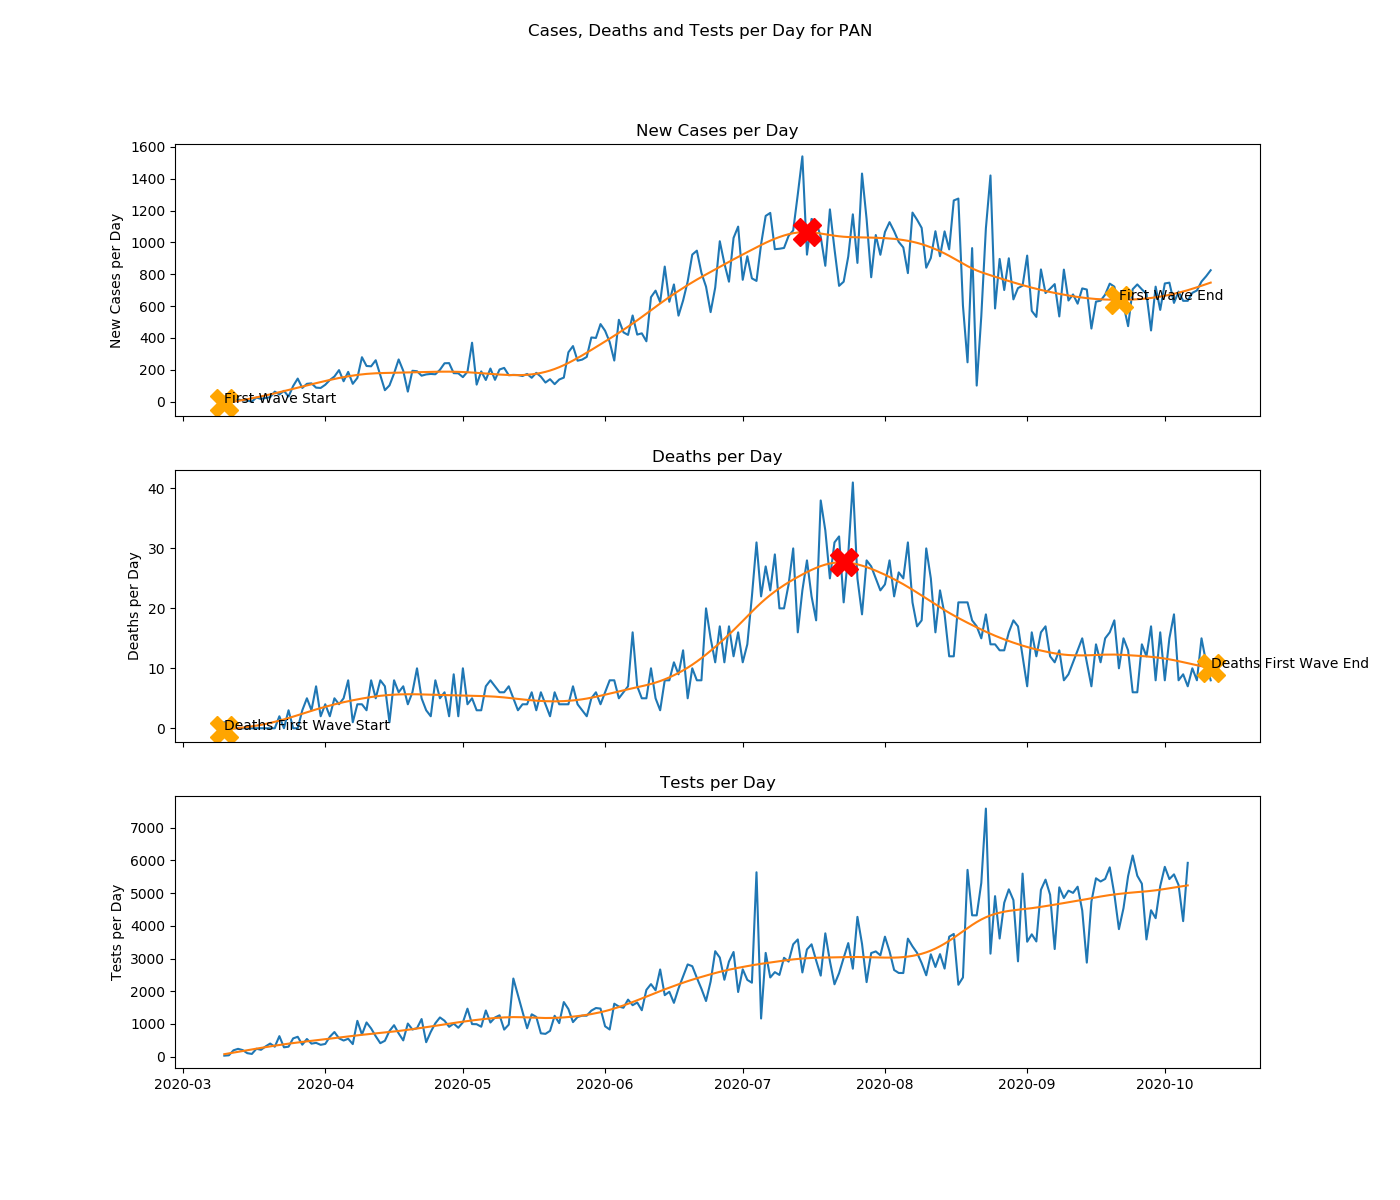 Cases, Deaths and Tests per Day for PAN
New Cases per Day
1600
1400
1200
1000
800
600
400
200
0
New Cases per Day
First Wave Start
First Wave End
Deaths per Day
40
30
20
10
0
Deaths per Day
Deaths First Wave Start
Deaths First Wave End
Tests per Day
7000
6000
5000
4000
3000
2000
1000
0
Tests per Day
2020-03 2020-04 2020-05 2020-06 2020-07 2020-08 2020-09 2020-10